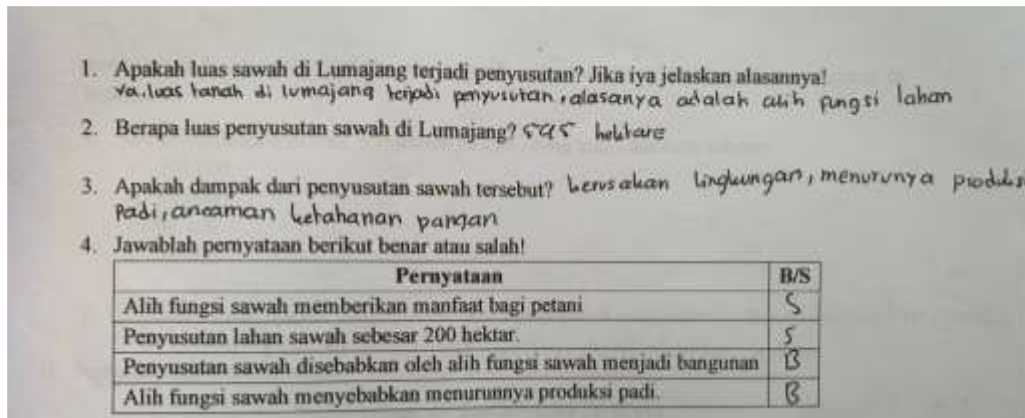 1. Apakah luas sawah di Lumajang terjadi penyusutan? Jika iya jelaskan alasannya!
ya, luas tanah di lumajang terjadi penyusutan, alasanya adalah alih fungsi lahan
2. Berapa luas penyusutan sawah di Lumajang? 545 hektare
3. Apakah dampak dari penyusutan sawah tersebut? kerusakan lingkungan, menurunya produksi
Padi, ancaman ketahanan pangan
4. Jawablah pernyataan berikut benar atau salah!
Pernyataan B/S
Alih fungsi sawah memberikan manfaat bagi petani S
Penyusutan lahan sawah sebesar 200 hektar. S
Penyusutan sawah disebabkan oleh alih fungsi sawah menjadi bangunan B
Alih fungsi sawah menyebabkan menurunnya produksi padi. B